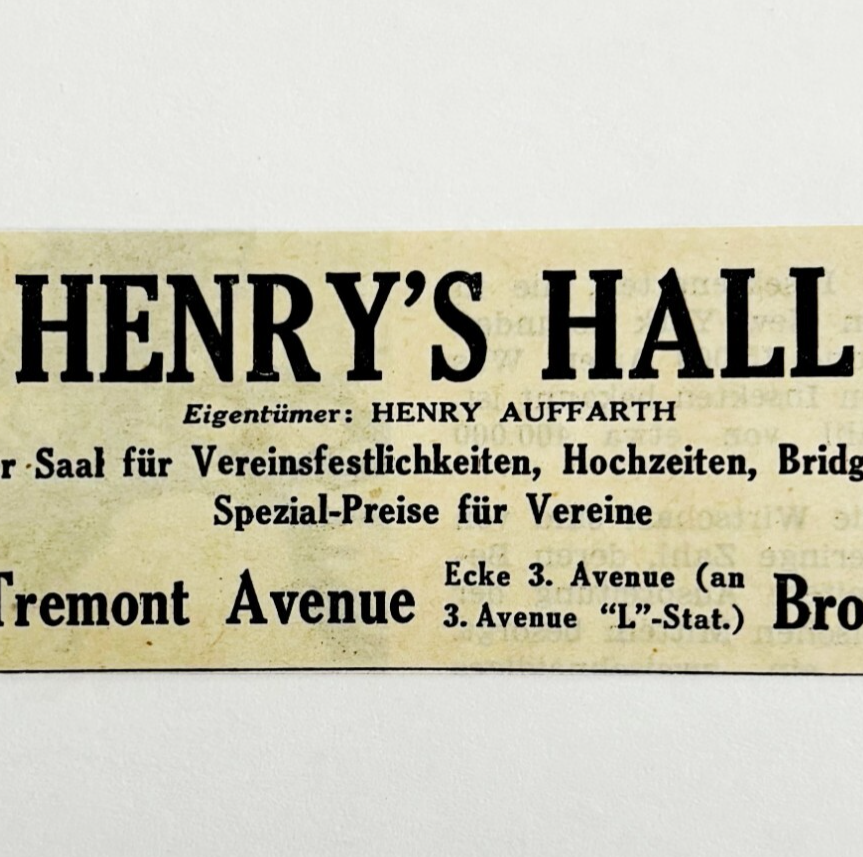 HENRY'S HALL
Eigentümer: HENRY AUFFARTH
r Saal für Vereinsfestlichkeiten, Hochzeiten, Bridg
Spezial-Preise für Vereine
Tremont Avenue Ecke 3. Avenue (an 3. Avenue "L"-Stat.) Bro